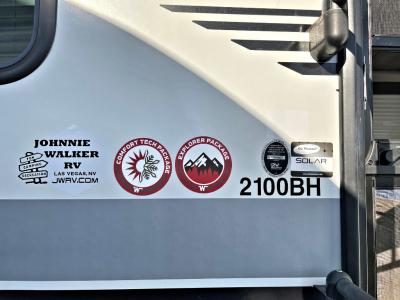 JOHNNIE
WALKER
RV
LAS VEGAS, NV
JWRV.COM
COMFORT TECH PACKAGE
W
EXPLORER PACKAGE
W
SOLAR
2100BH